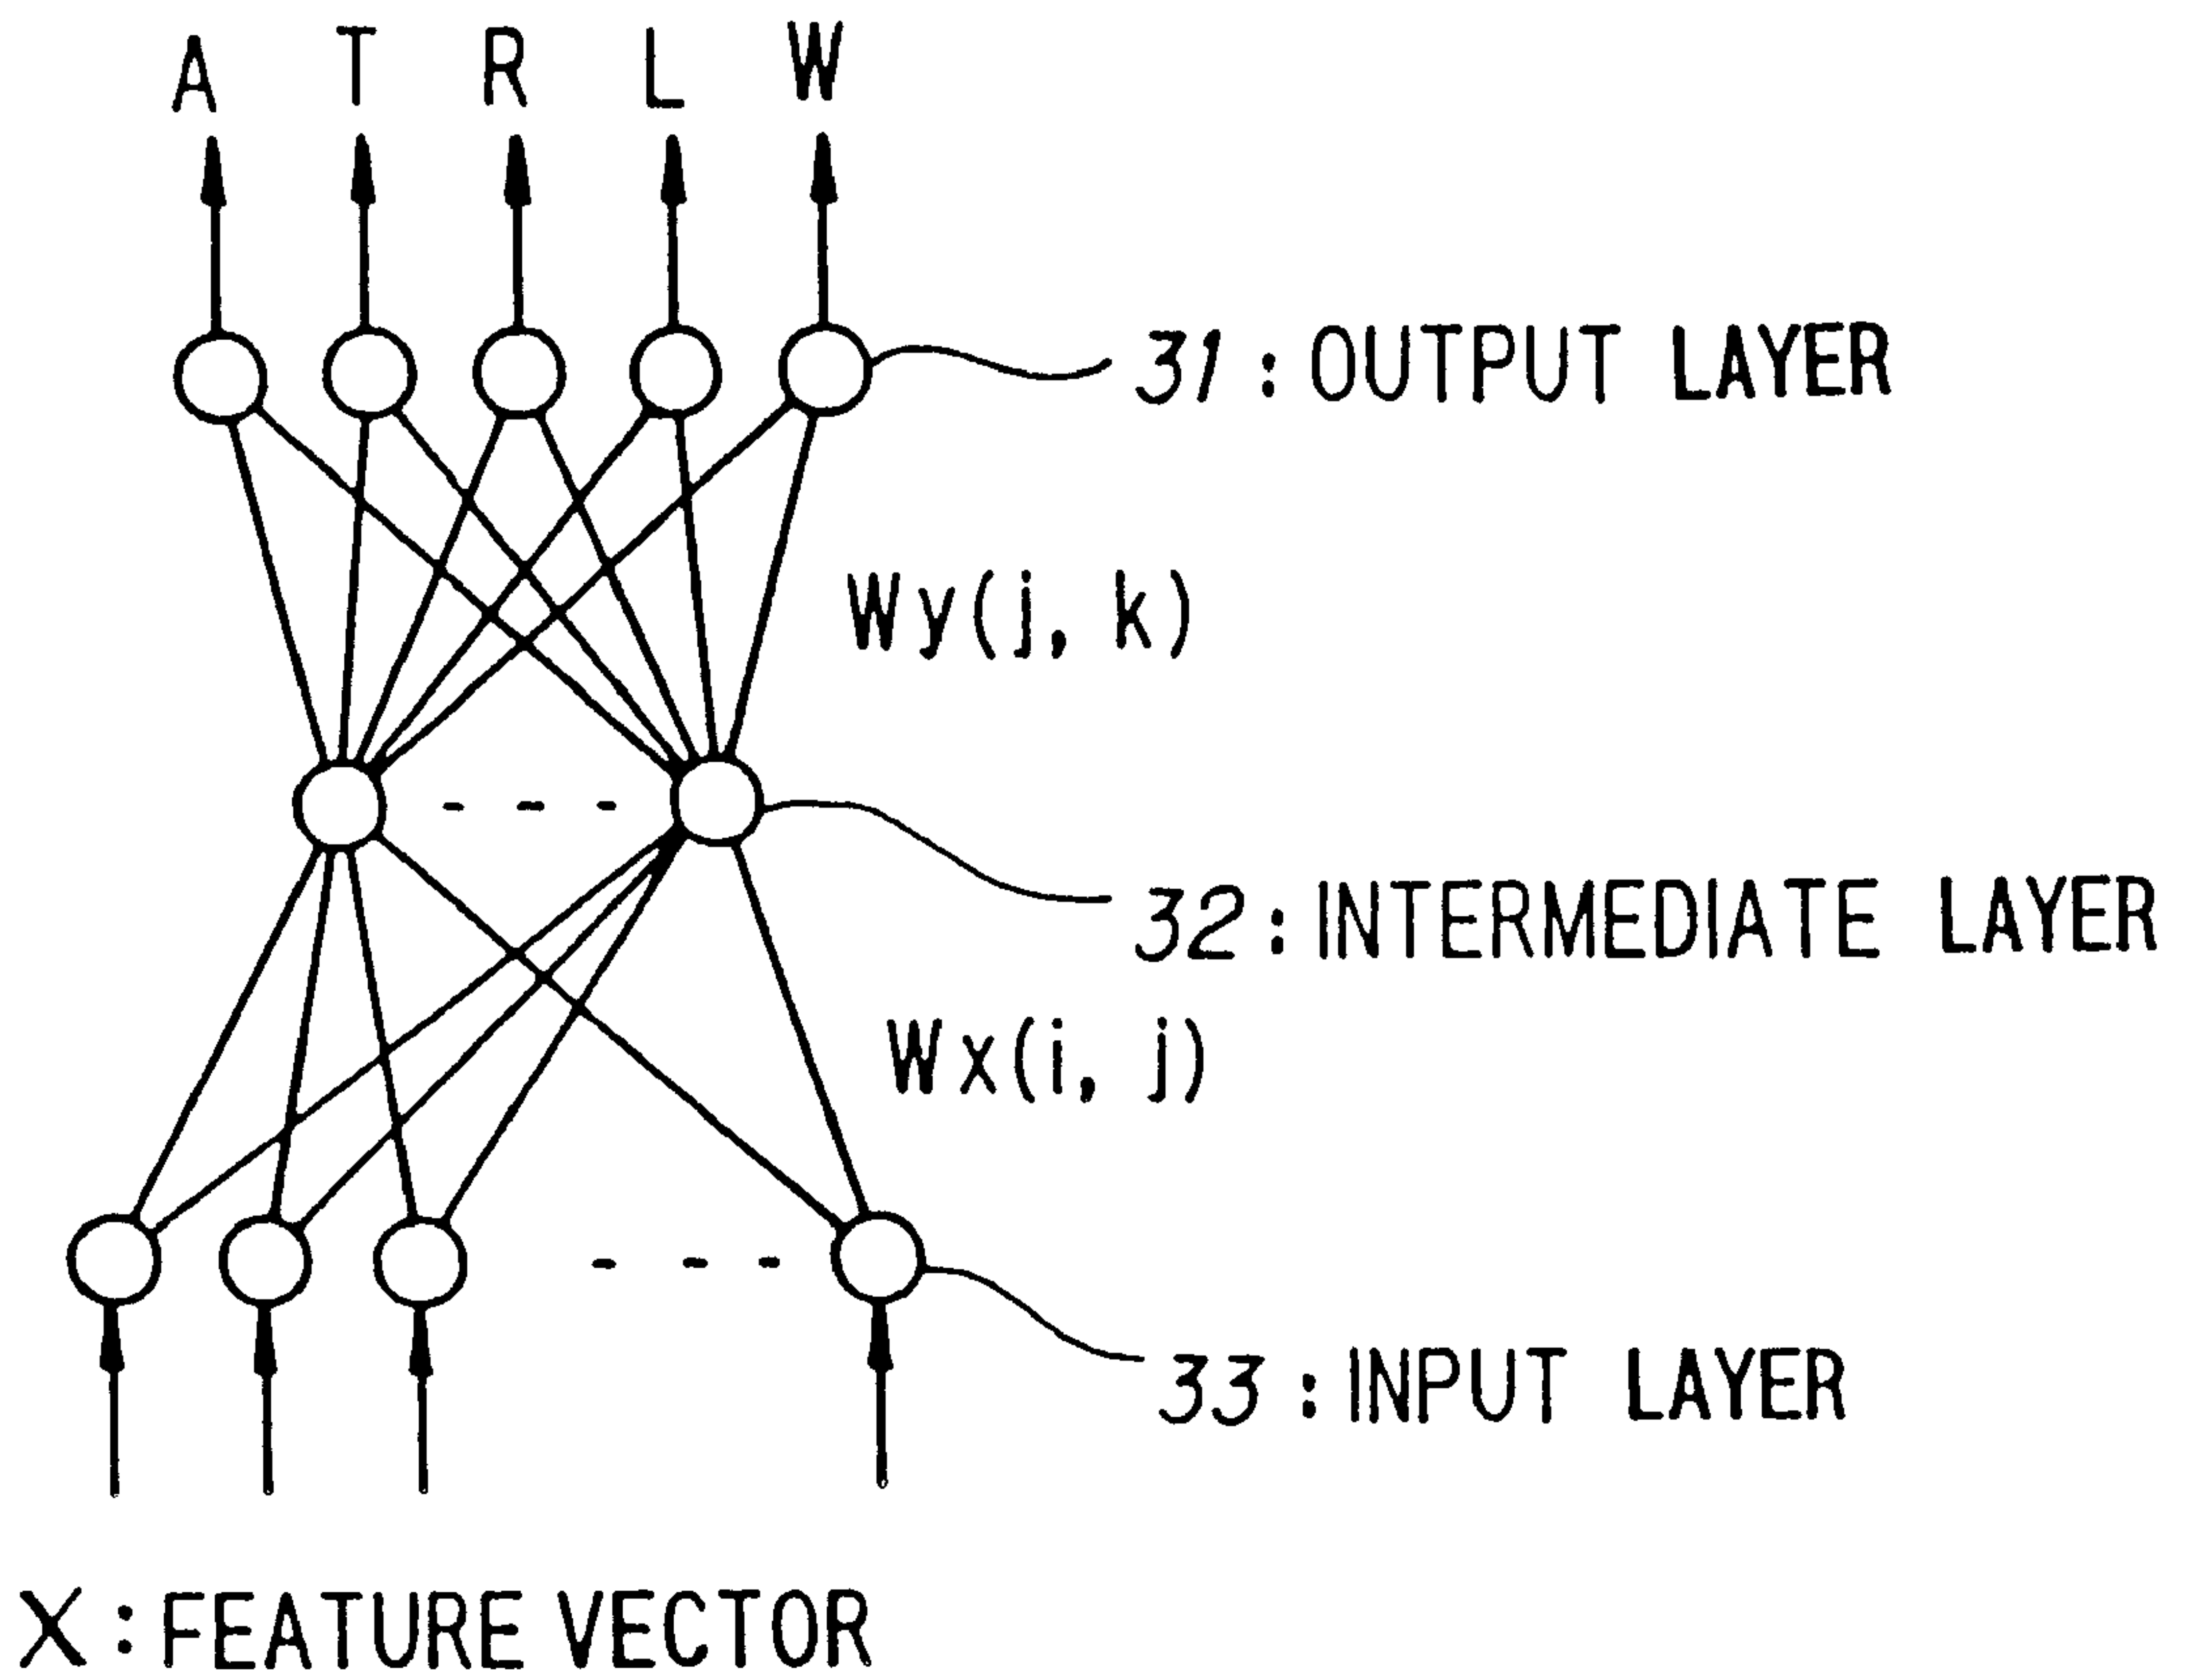 A T R L W
31: OUTPUT LAYER
Wy(j, k)
32: INTERMEDIATE LAYER
Wx(i, j)
33: INPUT LAYER
X: FEATURE VECTOR